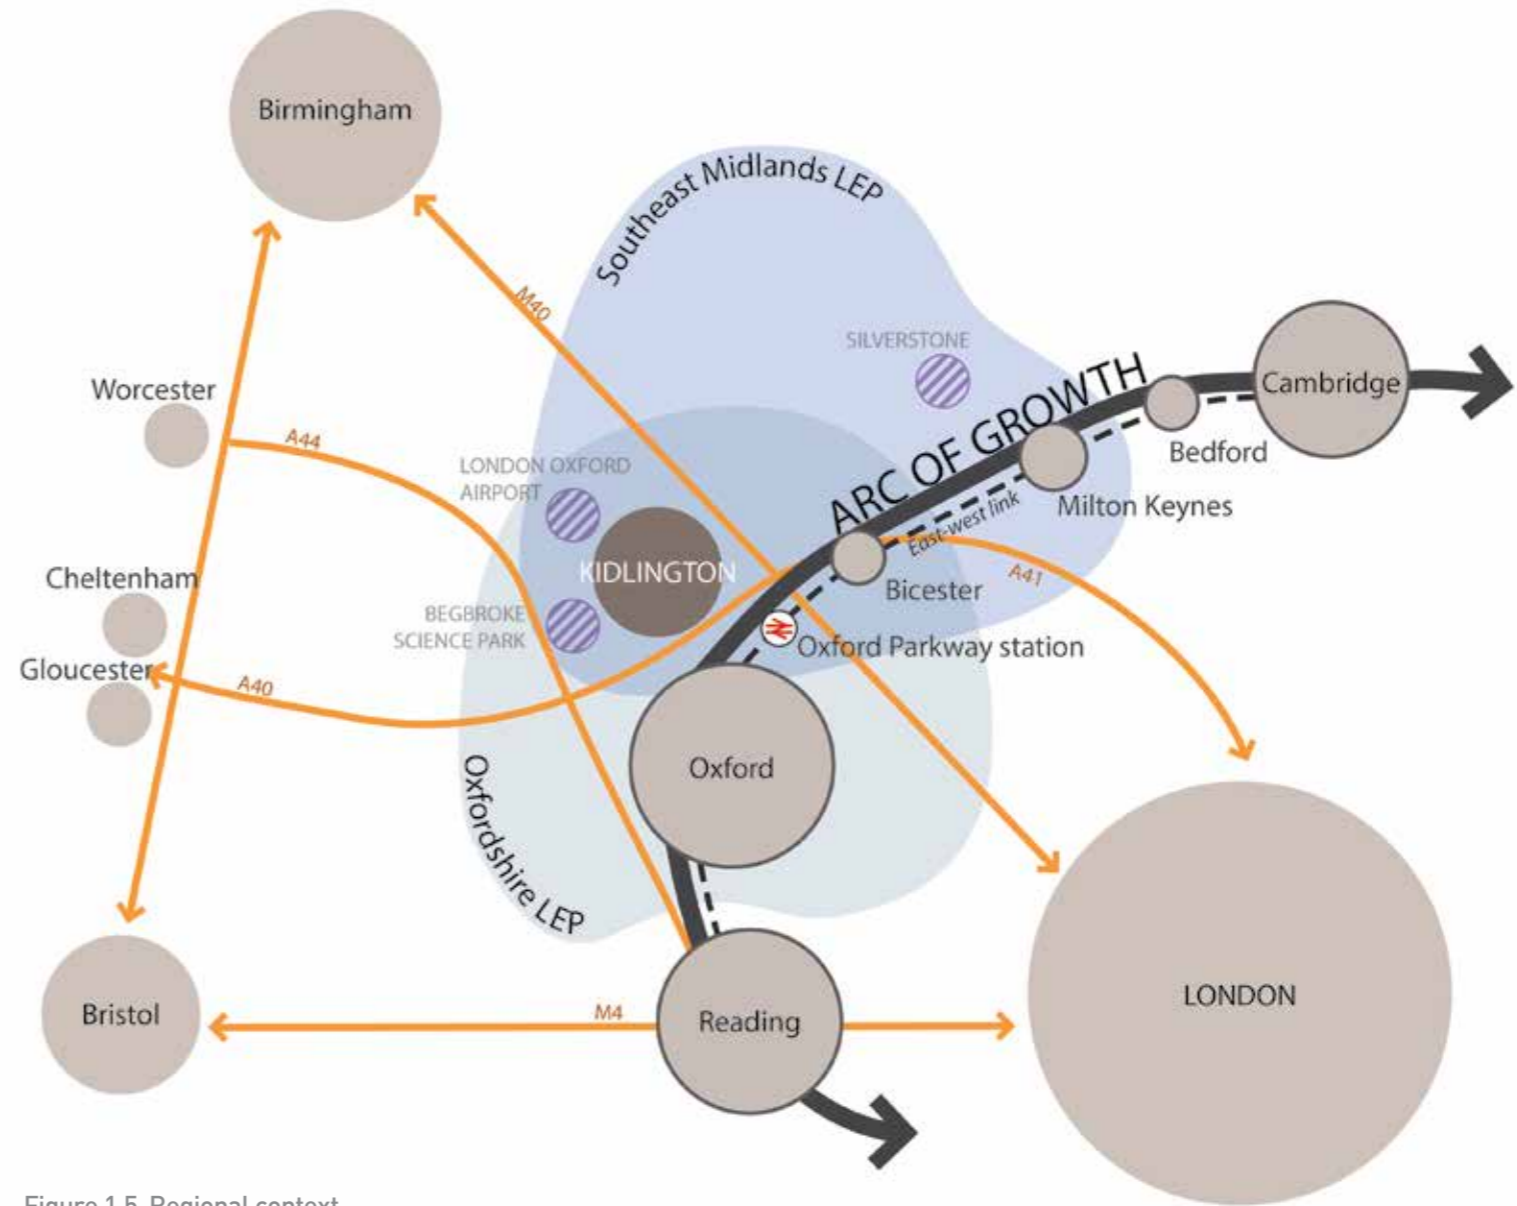 Birmingham
Southeast Midlands LEP
M40
SILVERSTONE
ARC OF GROWTH
Cambridge
Worcester
A44
LONDON OXFORD
AIRPORT
Bedford
Milton Keynes
East-west link
KIDLINGTON
Cheltenham
A41
Bicester
BEGBROKE
SCIENCE PARK
Oxford Parkway station
Gloucester
A40
Oxford
Oxfordshire LEP
LONDON
Bristol
M4
Reading
Figure 1.5 Regional context